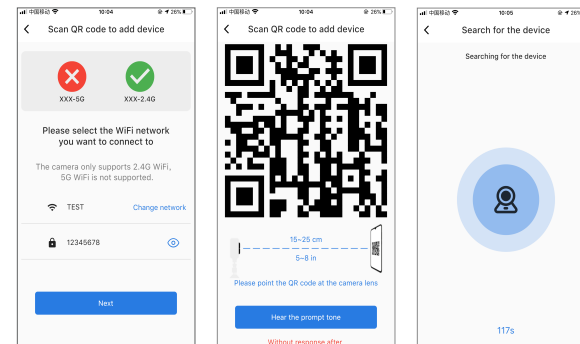 中国移动 10:04 26%
Scan QR code to add device
XXX-5G XXX-2.4G
Please select the WiFi network
you want to connect to
The camera only supports 2.4G WiFi,
5G WiFi is not supported.
TEST Change network
12345678
Next
中国移动 10:04 26%
Scan QR code to add device
15~25 cm
5~8 in
Please point the QR code at the camera lens
Hear the prompt tone
Without response after
中国移动 10:05 26%
Search for the device
Searching for the device
117s